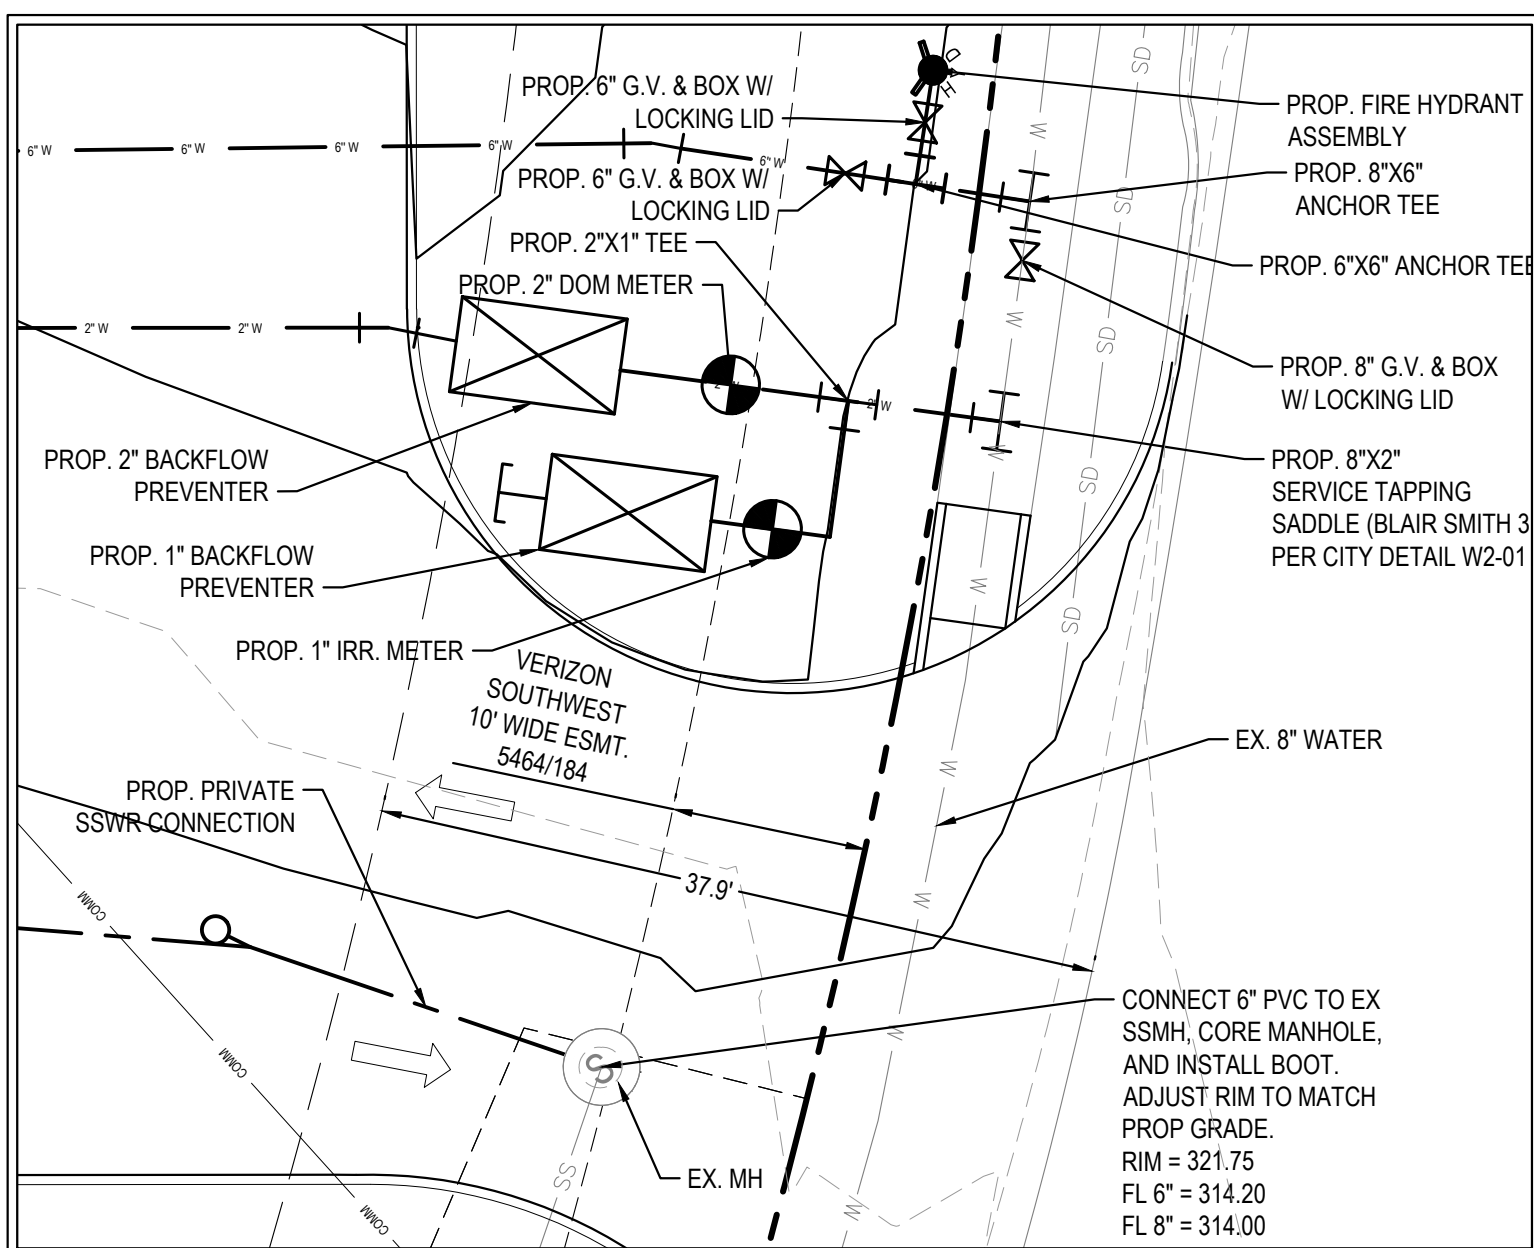 PROP. 6" G.V. & BOX W/
LOCKING LID
D
H
SD
PROP. FIRE HYDRANT
ASSEMBLY
6" W
6" W
6" W
6" W
6" W
W
PROP. 6" G.V. & BOX W/
LOCKING LID
PROP. 8"X6"
ANCHOR TEE
SD
PROP. 2"X1" TEE
PROP. 6"X6" ANCHOR TEE
PROP. 2" DOM METER
2" W
2" W
W
SD
PROP. 8" G.V. & BOX
W/ LOCKING LID
2" W
PROP. 2" BACKFLOW
PREVENTER
W
SD
PROP. 8"X2"
SERVICE TAPPING
SADDLE (BLAIR SMITH 3
PER CITY DETAIL W2-01
PROP. 1" BACKFLOW
PREVENTER
W
SD
PROP. 1" IRR. METER
VERIZON
SOUTHWEST
10' WIDE ESMT.
5464/184
EX. 8" WATER
W
PROP. PRIVATE
SSWR CONNECTION
37.9'
W
COMM
COMM
COMM
W
CONNECT 6" PVC TO EX
SSMH, CORE MANHOLE,
AND INSTALL BOOT.
ADJUST RIM TO MATCH
PROP GRADE.
RIM = 321.75
FL 6" = 314.20
FL 8" = 314.00
S
EX. MH
SS
W